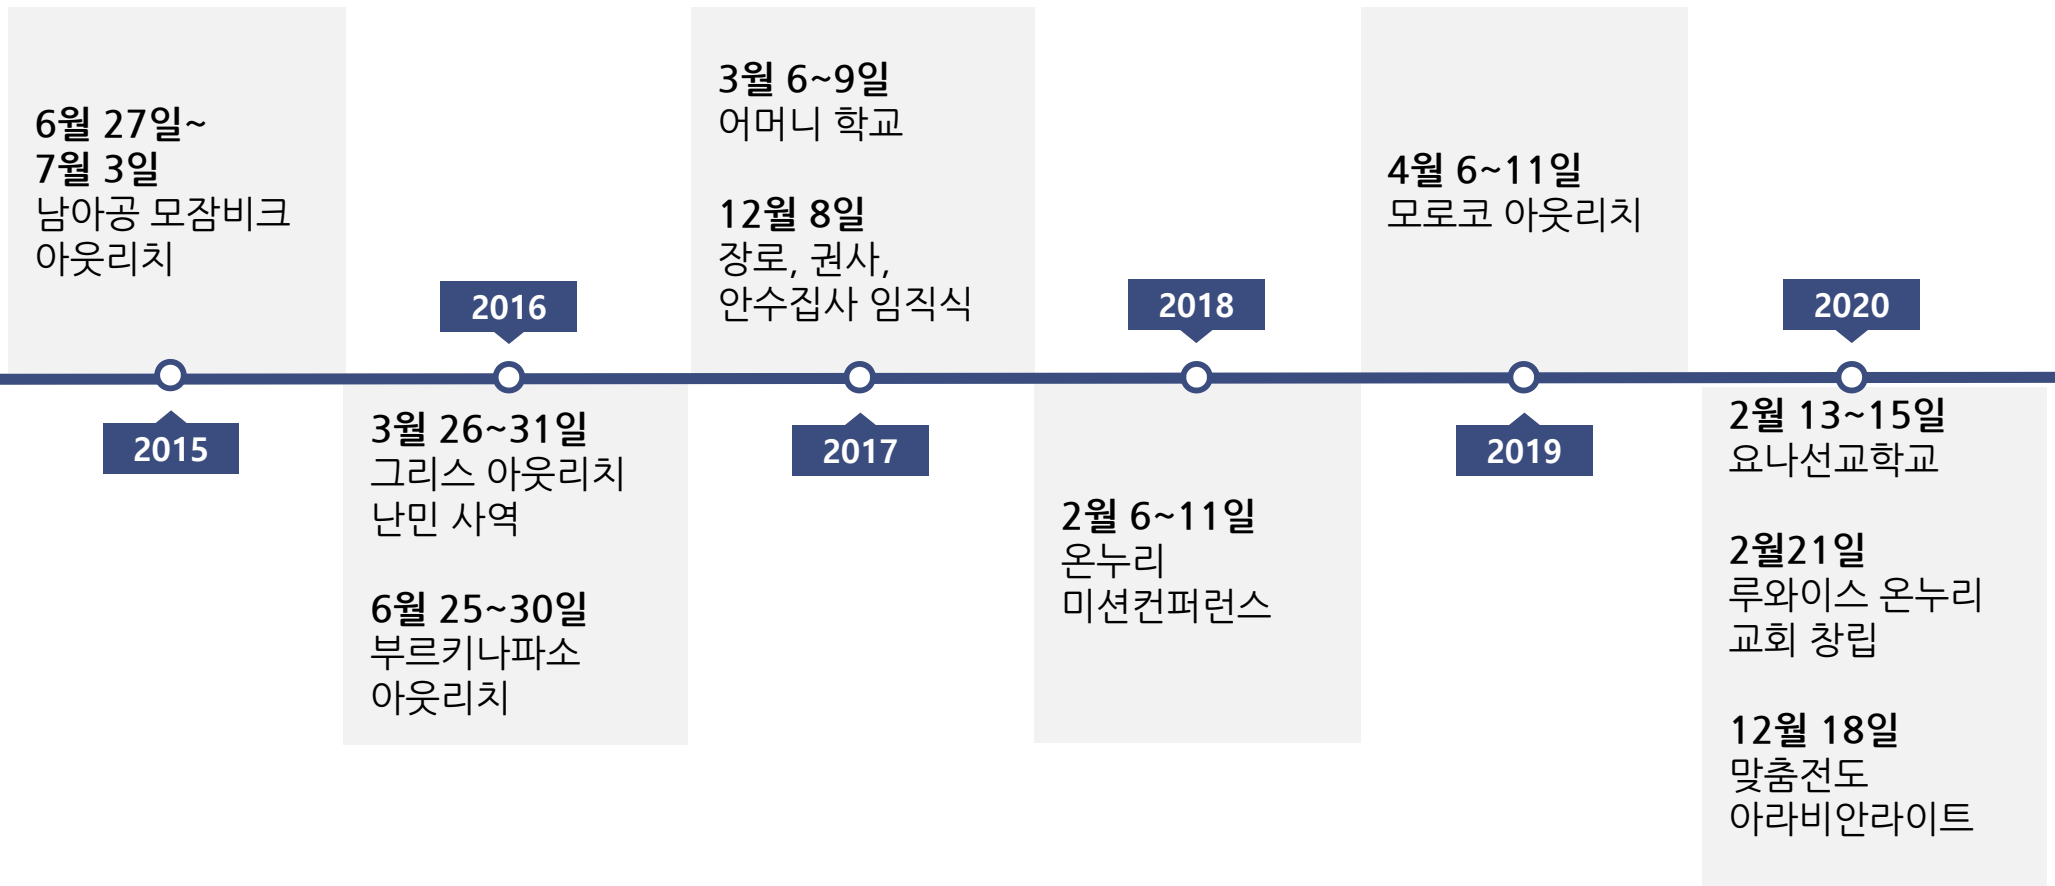 6월 27일~
7월 3일
남아공 모잠비크
아웃리치
2015
2016
3월 26~31일
그리스 아웃리치
난민 사역
6월 25~30일
부르키나파소
아웃리치
3월 6~9일
어머니 학교
12월 8일
장로, 권사,
안수집사 임직식
2017
2018
2월 6~11일
온누리
미션컨퍼런스
4월 6~11일
모로코 아웃리치
2019
2020
2월 13~15일
요나선교학교
2월21일
루와이스 온누리
교회 창립
12월 18일
맞춤전도
아라비안라이트